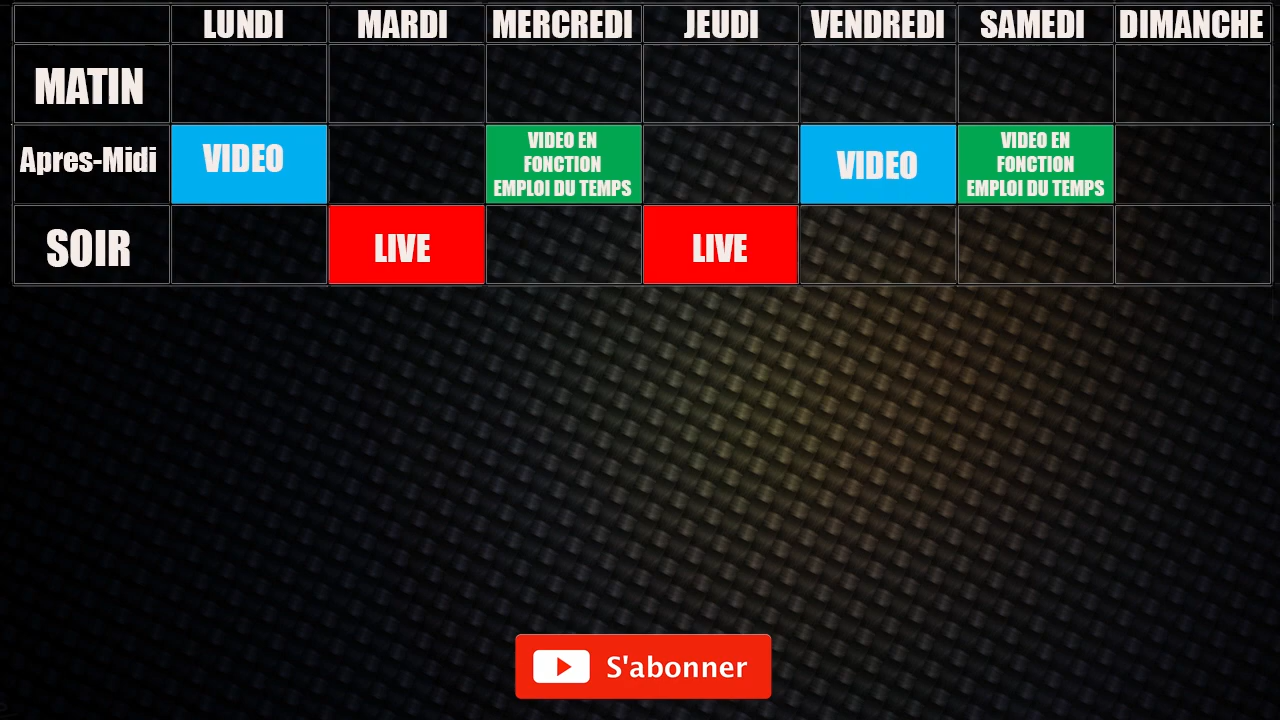 LUNDI MARDI MERCREDI JEUDI VENDREDI SAMEDI DIMANCHE
MATIN
Apres-Midi
VIDEO
VIDEO EN
FONCTION
EMPLOI DU TEMPS
VIDEO
VIDEO EN
FONCTION
EMPLOI DU TEMPS
SOIR
LIVE
LIVE
S'abonner